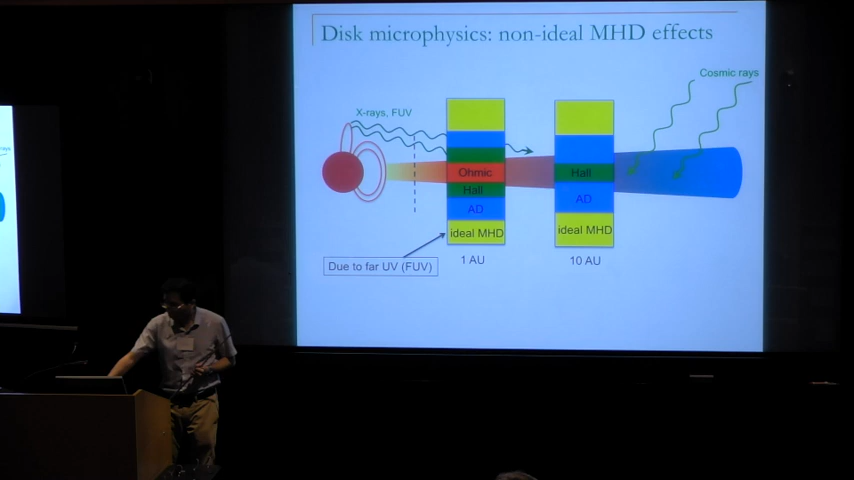 Disk microphysics: non-ideal MHD effects
Cosmic rays
X-rays, FUV
Ohmic
Hall
AD
ideal MHD
Hall
AD
ideal MHD
Due to far UV (FUV)
1 AU
10 AU